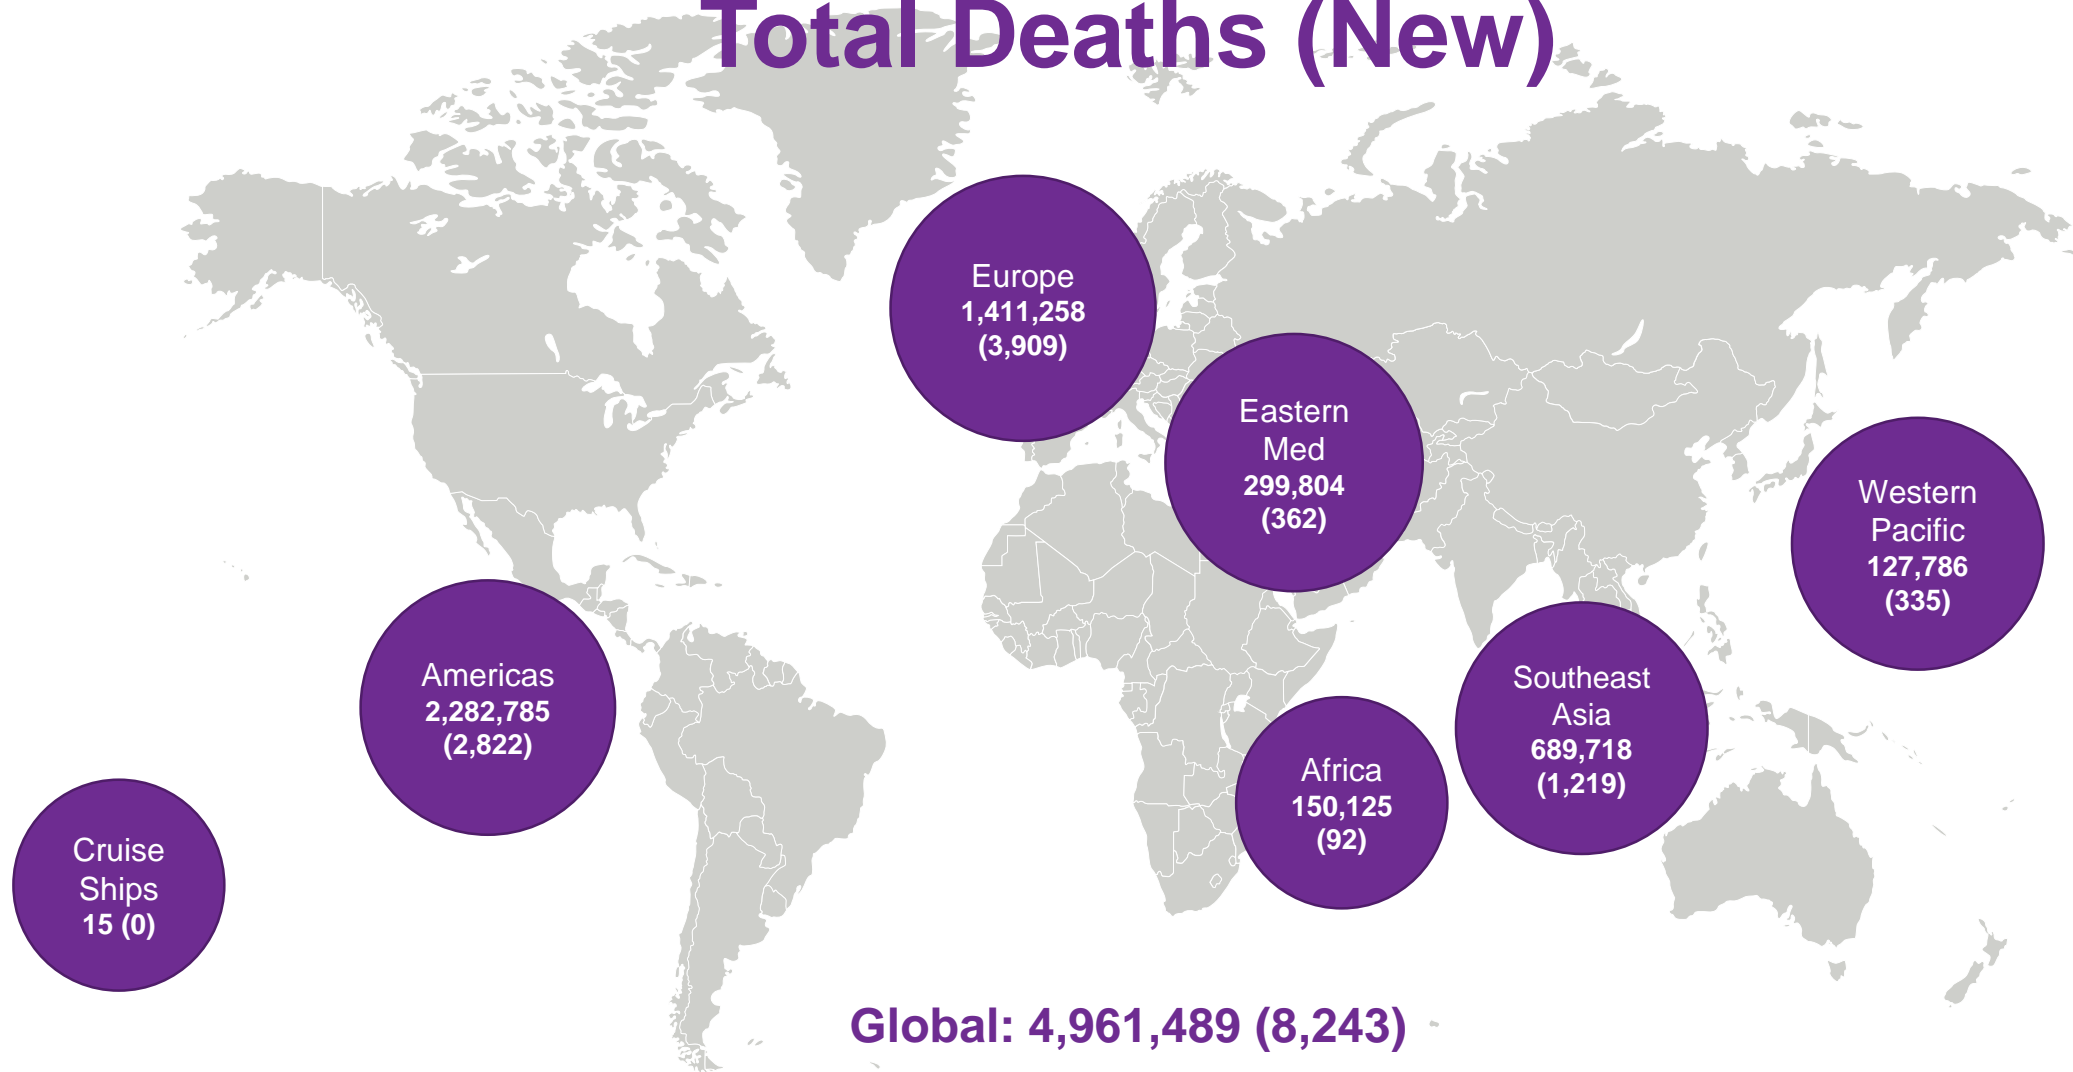 Total Deaths (New)
Europe
1,411,258
(3,909)
Eastern
Med
299,804
(362)
Western
Pacific
127,786
(335)
Americas
2,282,785
(2,822)
Southeast
Asia
689,718
(1,219)
Africa
150,125
(92)
Cruise
Ships
15 (0)
Global: 4,961,489 (8,243)